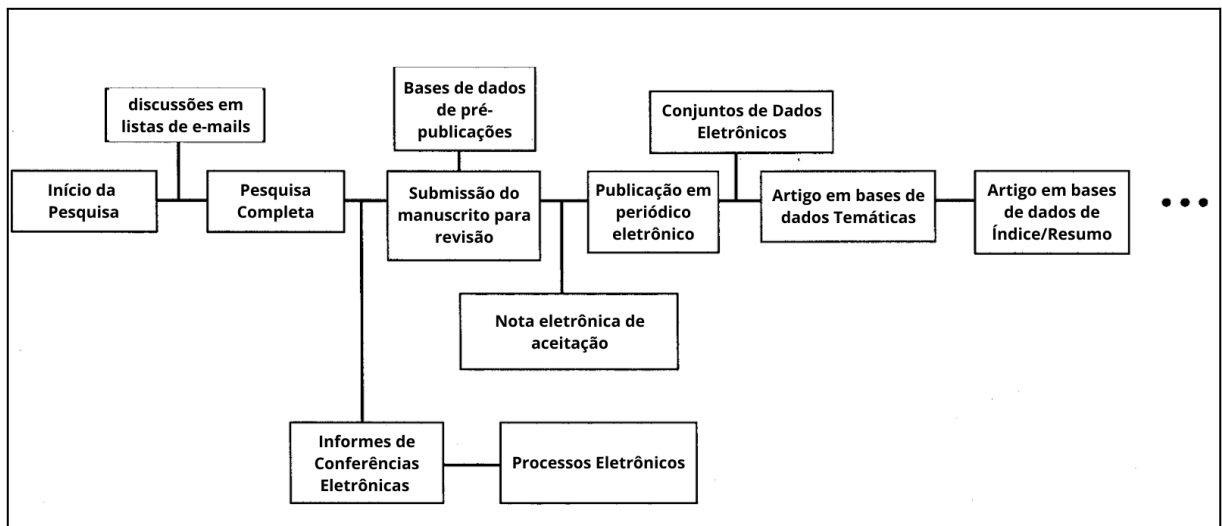 discussões em
listas de e-mails
Bases de dados
de pré-
publicações
Conjuntos de Dados
Eletrônicos
Início da
Pesquisa
Pesquisa
Completa
Submissão do
manuscrito para
revisão
Publicação em
periódico
eletrônico
Artigo em bases de
dados Temáticas
Artigo em bases
de dados de
Índice/Resumo
Nota eletrônica de
aceitação
Informes de
Conferências
Eletrônicas
Processos Eletrônicos